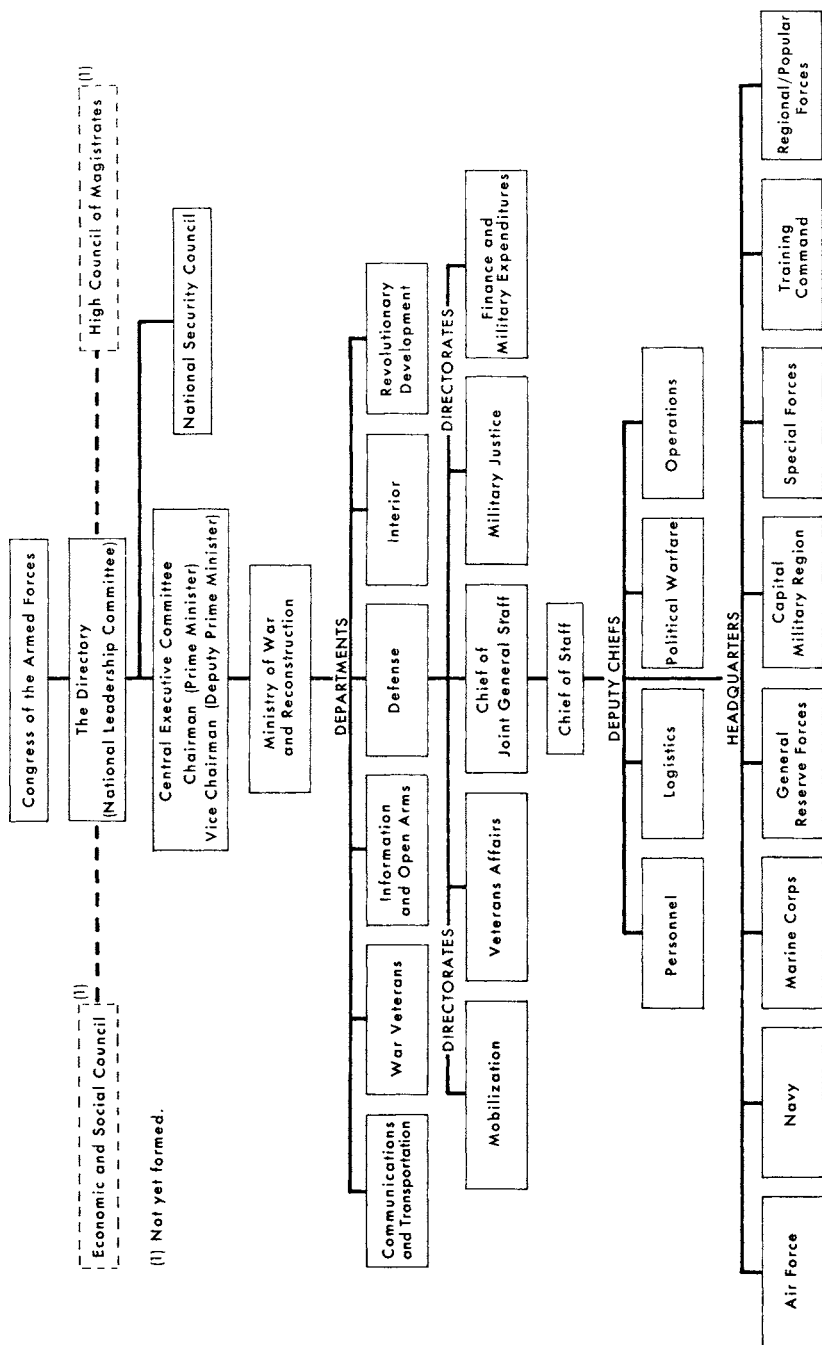 Congress of the Armed Forces
Economic and Social Council
(1)
The Directory
(National Leadership Committee)
High Council of Magistrates
(1)
(1) Not yet formed.
National Security Council
Central Executive Committee
Chairman (Prime Minister)
Vice Chairman (Deputy Prime Minister)
Ministry of War
and Reconstruction
DEPARTMENTS
Communications
and Transportation
War Veterans
Information
and Open Arms
Defense
Interior
Revolutionary
Development
DIRECTORATES
DIRECTORATES
Mobilization
Veterans Affairs
Chief of
Joint General Staff
Military Justice
Finance and
Military Expenditures
Chief of Staff
DEPUTY CHIEFS
Personnel
Logistics
Political Warfare
Operations
HEADQUARTERS
Air Force
Navy
Marine Corps
General
Reserve Forces
Capital
Military Region
Special Forces
Training
Command
Regional/Popular
Forces